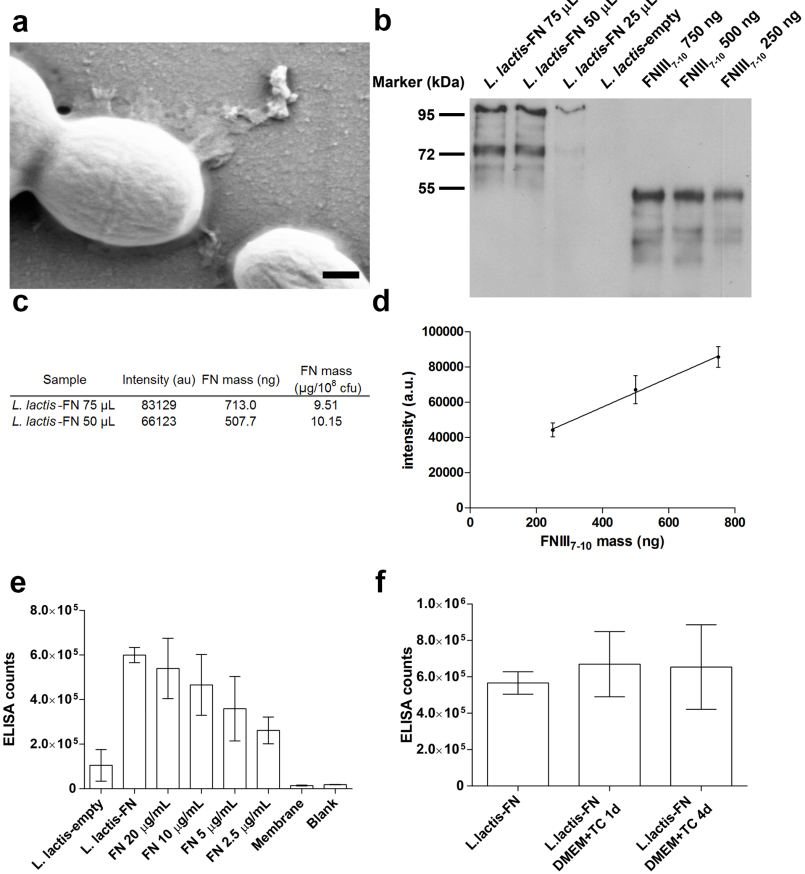 a
b
L. lactis-FN 75 µL
L. lactis-FN 50 µL
L. lactis-FN 25 µL
L. lactis-empty
FNIII7-10 750 ng
FNIII7-10 500 ng
FNIII7-10 250 ng
Marker (kDa)
95
72
55
c
Sample Intensity (au) FN mass (ng) FN mass
(µg/10⁸ cfu)
L. lactis-FN 75 µL 83129 713.0 9.51
L. lactis-FN 50 µL 66123 507.7 10.15
d
intensity (a.u.)
100000
80000
60000
40000
20000
0
0 200 400 600 800
FNIII7-10 mass (ng)
e
ELISA counts
8.0×10⁵
6.0×10⁵
4.0×10⁵
2.0×10⁵
0
L. lactis-empty
L. lactis-FN
FN 20 µg/mL
FN 10 µg/mL
FN 5 µg/mL
FN 2.5 µg/mL
Membrane
Blank
f
ELISA counts
1.0×10⁶
8.0×10⁵
6.0×10⁵
4.0×10⁵
2.0×10⁵
0
L.lactis-FN
L.lactis-FN
DMEM+TC 1d
L.lactis-FN
DMEM+TC 4d